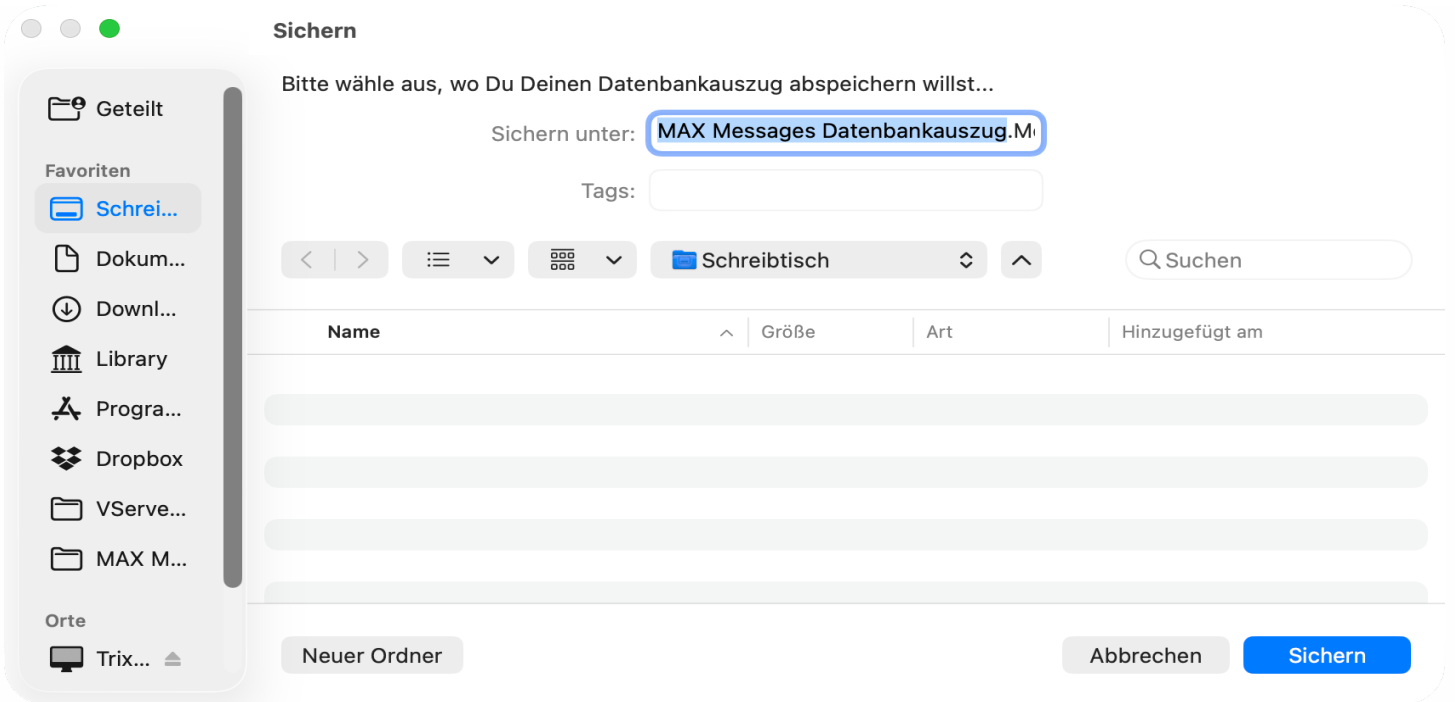 Sichern
Bitte wähle aus, wo Du Deinen Datenbankauszug abspeichern willst...
Sichern unter: MAX Messages Datenbankauszug.M
Tags:
Geteilt
Favoriten
Schrei...
Dokum...
Downl...
Library
Progra...
Dropbox
VServe...
MAX M...
Orte
Trix...
Schreibtisch
Suchen
Name Größe Art Hinzugefügt am
Neuer Ordner Abbrechen Sichern